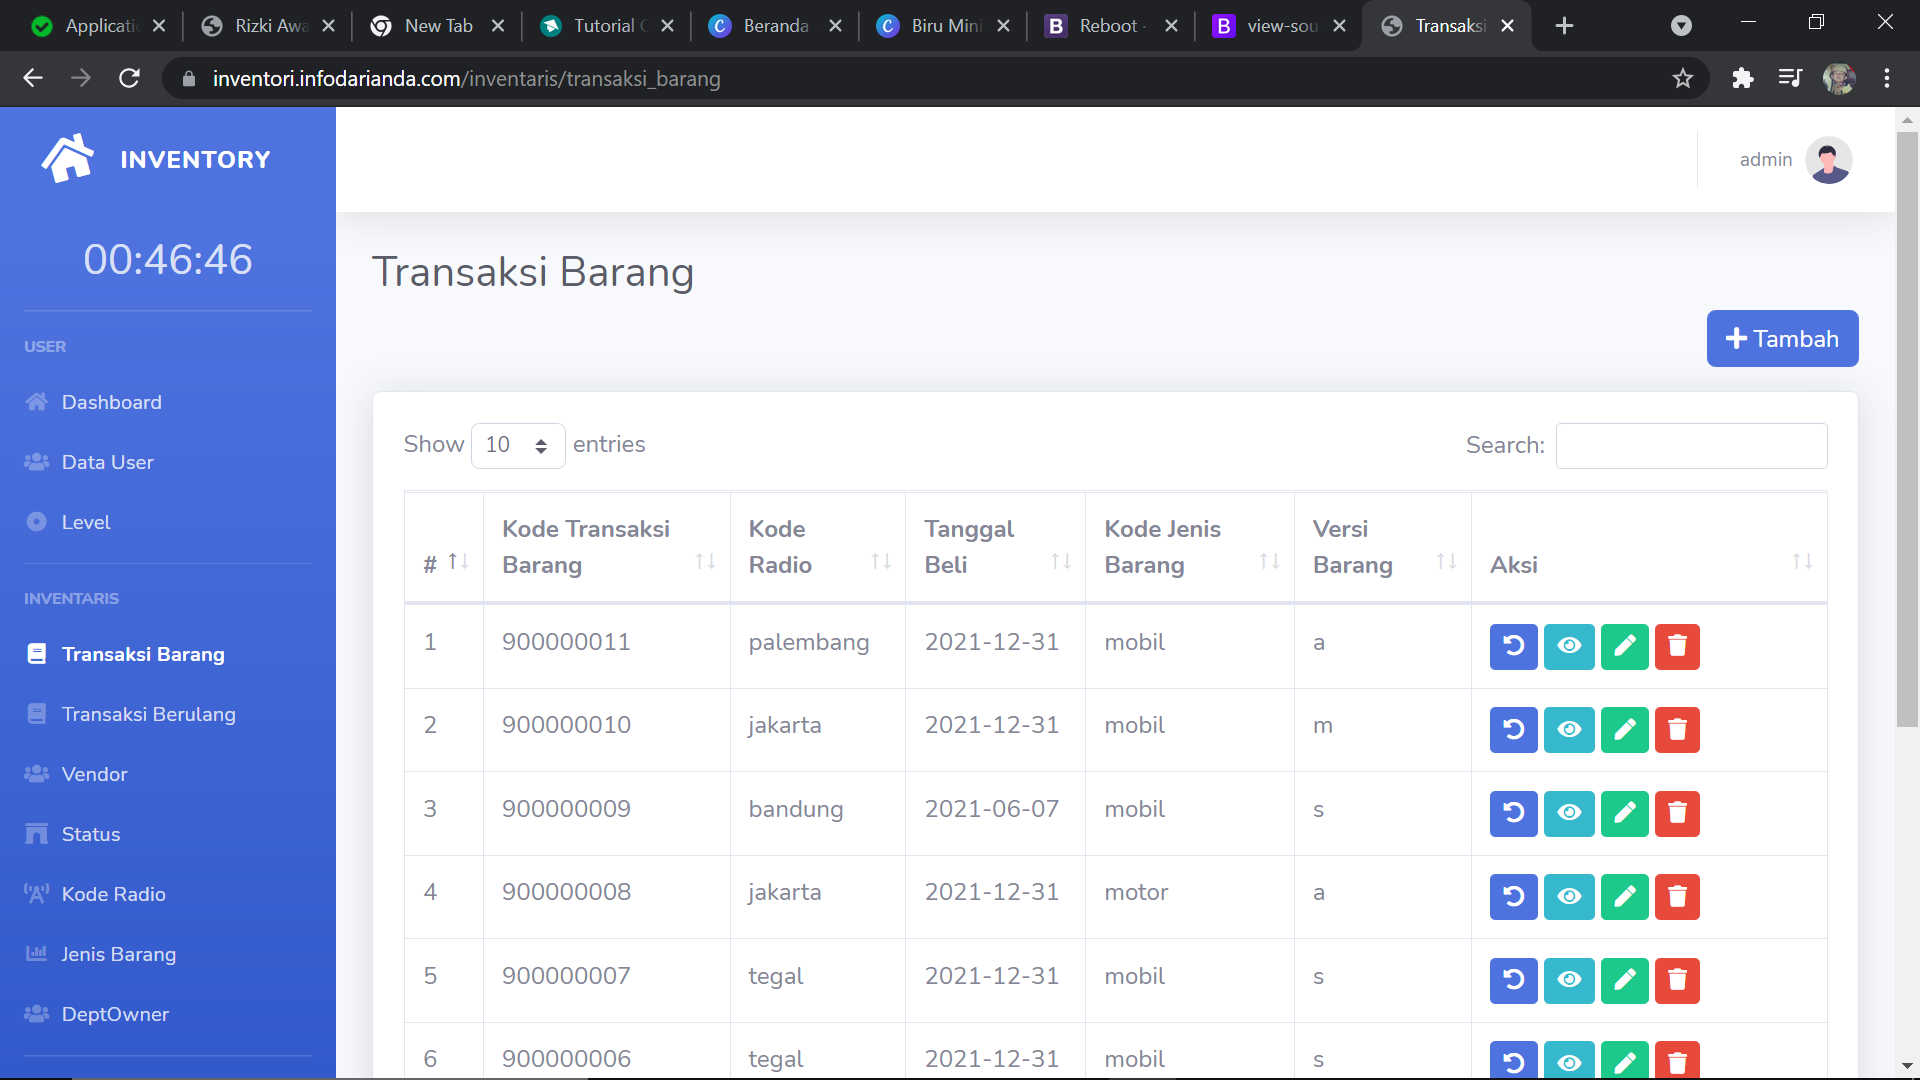 Applicati
Rizki Awa
New Tab
Tutorial
Beranda
Biru Mini
Reboot
view-sou
Transaksi
inventori.infodarianda.com/inventaris/transaksi_barang
INVENTORY
admin
00:46:46
Transaksi Barang
USER
+ Tambah
Dashboard
Data User
Level
INVENTARIS
Transaksi Barang
Transaksi Berulang
Vendor
Status
Kode Radio
Jenis Barang
DeptOwner
Show 10 entries
Search:
# Kode Transaksi Barang Kode Radio Tanggal Beli Kode Jenis Barang Versi Barang Aksi
1 900000011 palembang 2021-12-31 mobil a
2 900000010 jakarta 2021-12-31 mobil m
3 900000009 bandung 2021-06-07 mobil s
4 900000008 jakarta 2021-12-31 motor a
5 900000007 tegal 2021-12-31 mobil s
6 900000006 tegal 2021-12-31 mobil s